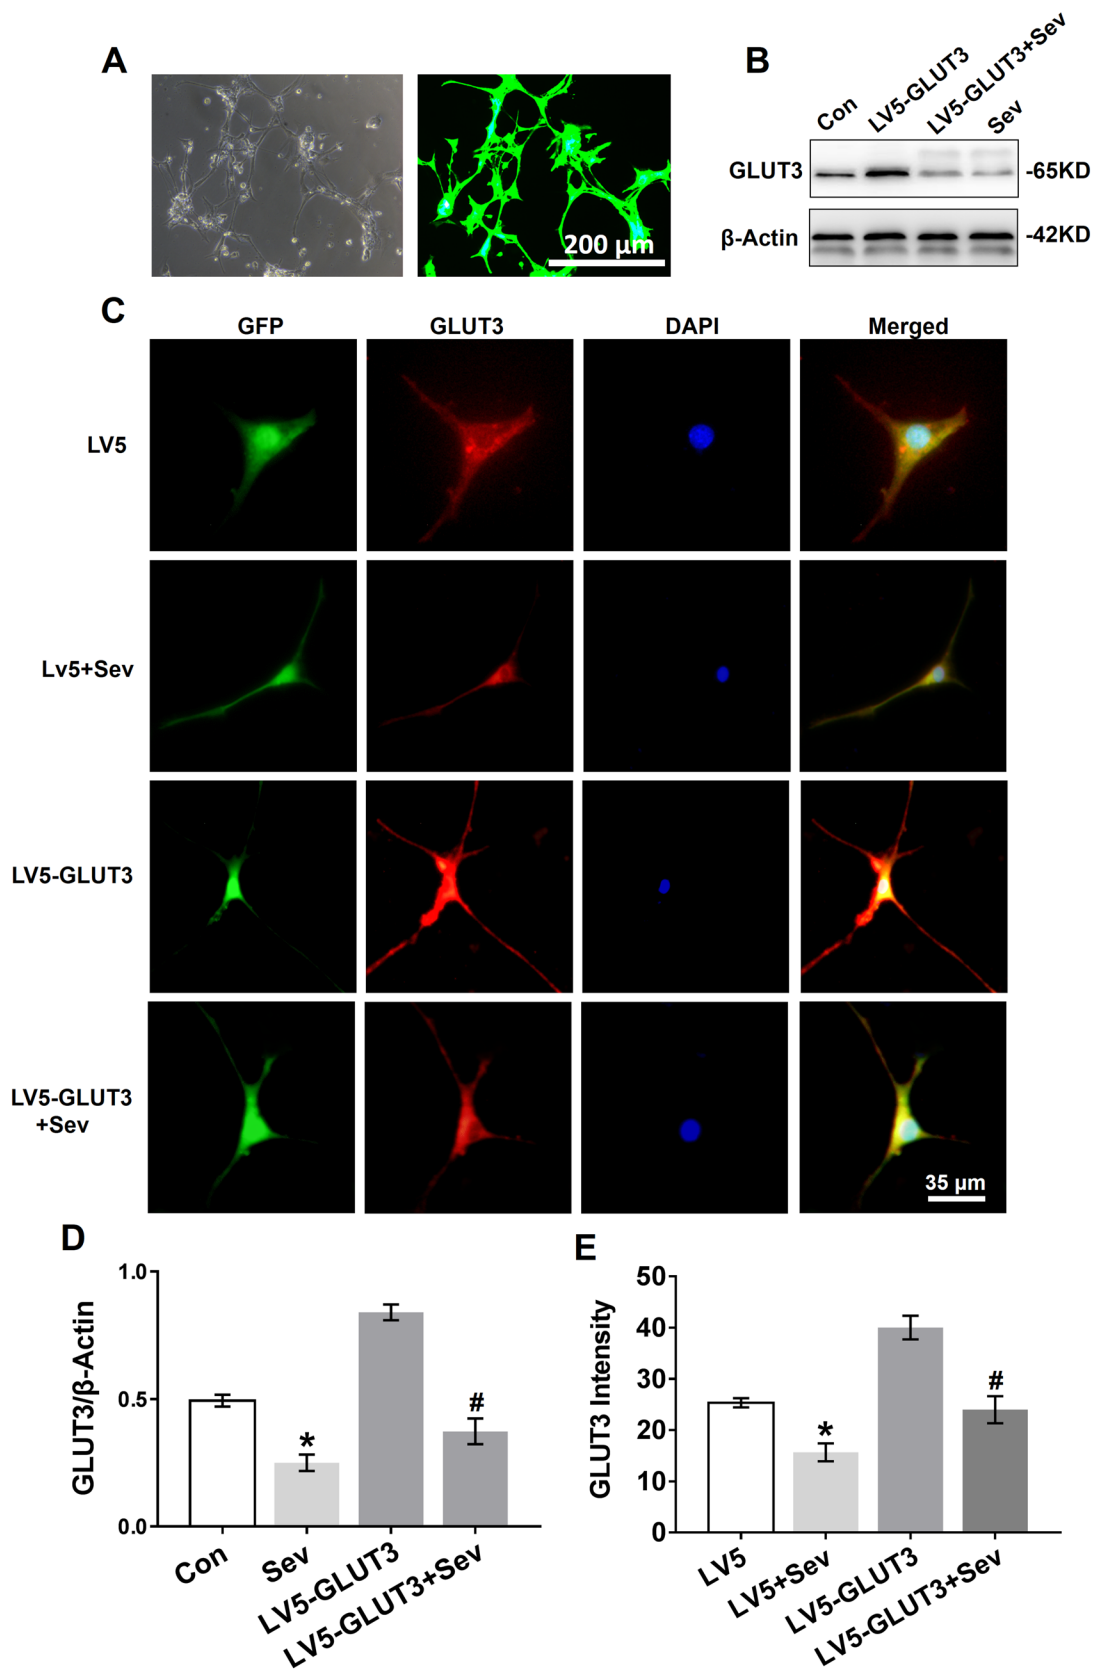 A
200 µm
B
Con
LV5-GLUT3
LV5-GLUT3+Sev
Sev
GLUT3
-65KD
β-Actin
-42KD
C
GFP
GLUT3
DAPI
Merged
LV5
Lv5+Sev
LV5-GLUT3
LV5-GLUT3
+Sev
35 µm
D
GLUT3/β-Actin
1.0
0.5
0.0
*
#
Con
Sev
LV5-GLUT3
LV5-GLUT3+Sev
E
GLUT3 Intensity
50
40
30
20
10
0
*
#
LV5
LV5+Sev
LV5-GLUT3
LV5-GLUT3+Sev